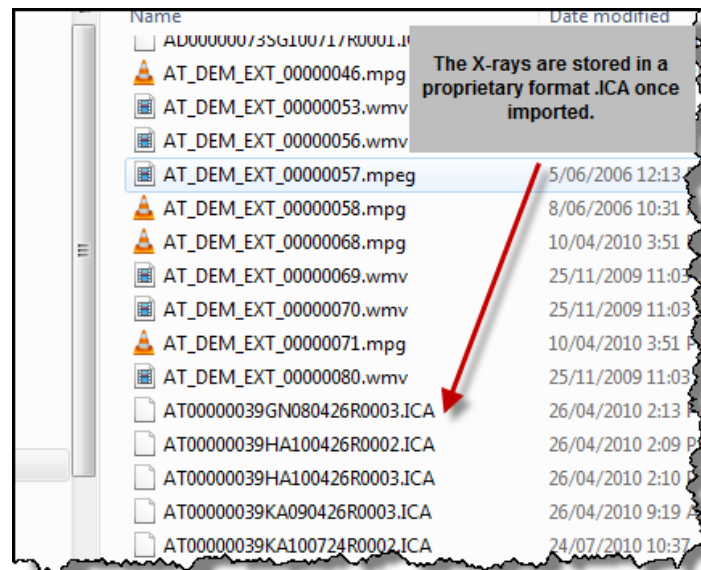 Name Date modified
AD00000073SG100717R0001.I
The X-rays are stored in a
proprietary format .ICA once
imported.
AT_DEM_EXT_00000046.mpg
AT_DEM_EXT_00000053.wmv
AT_DEM_EXT_00000056.wmv
AT_DEM_EXT_00000057.mpeg 5/06/2006 12:13
AT_DEM_EXT_00000058.mpg 8/06/2006 10:31
AT_DEM_EXT_00000068.mpg 10/04/2010 3:51 P
AT_DEM_EXT_00000069.wmv 25/11/2009 11:03
AT_DEM_EXT_00000070.wmv 25/11/2009 11:03
AT_DEM_EXT_00000071.mpg 10/04/2010 3:51 P
AT_DEM_EXT_00000080.wmv 25/11/2009 11:03
AT00000039GN080426R0003.ICA 26/04/2010 2:13 P
AT00000039HA100426R0002.ICA 26/04/2010 2:09 P
AT00000039HA100426R0003.ICA 26/04/2010 2:10 P
AT00000039KA090426R0003.ICA 26/04/2010 9:19 A
AT00000039KA100724R0002.ICA 24/07/2010 10:37